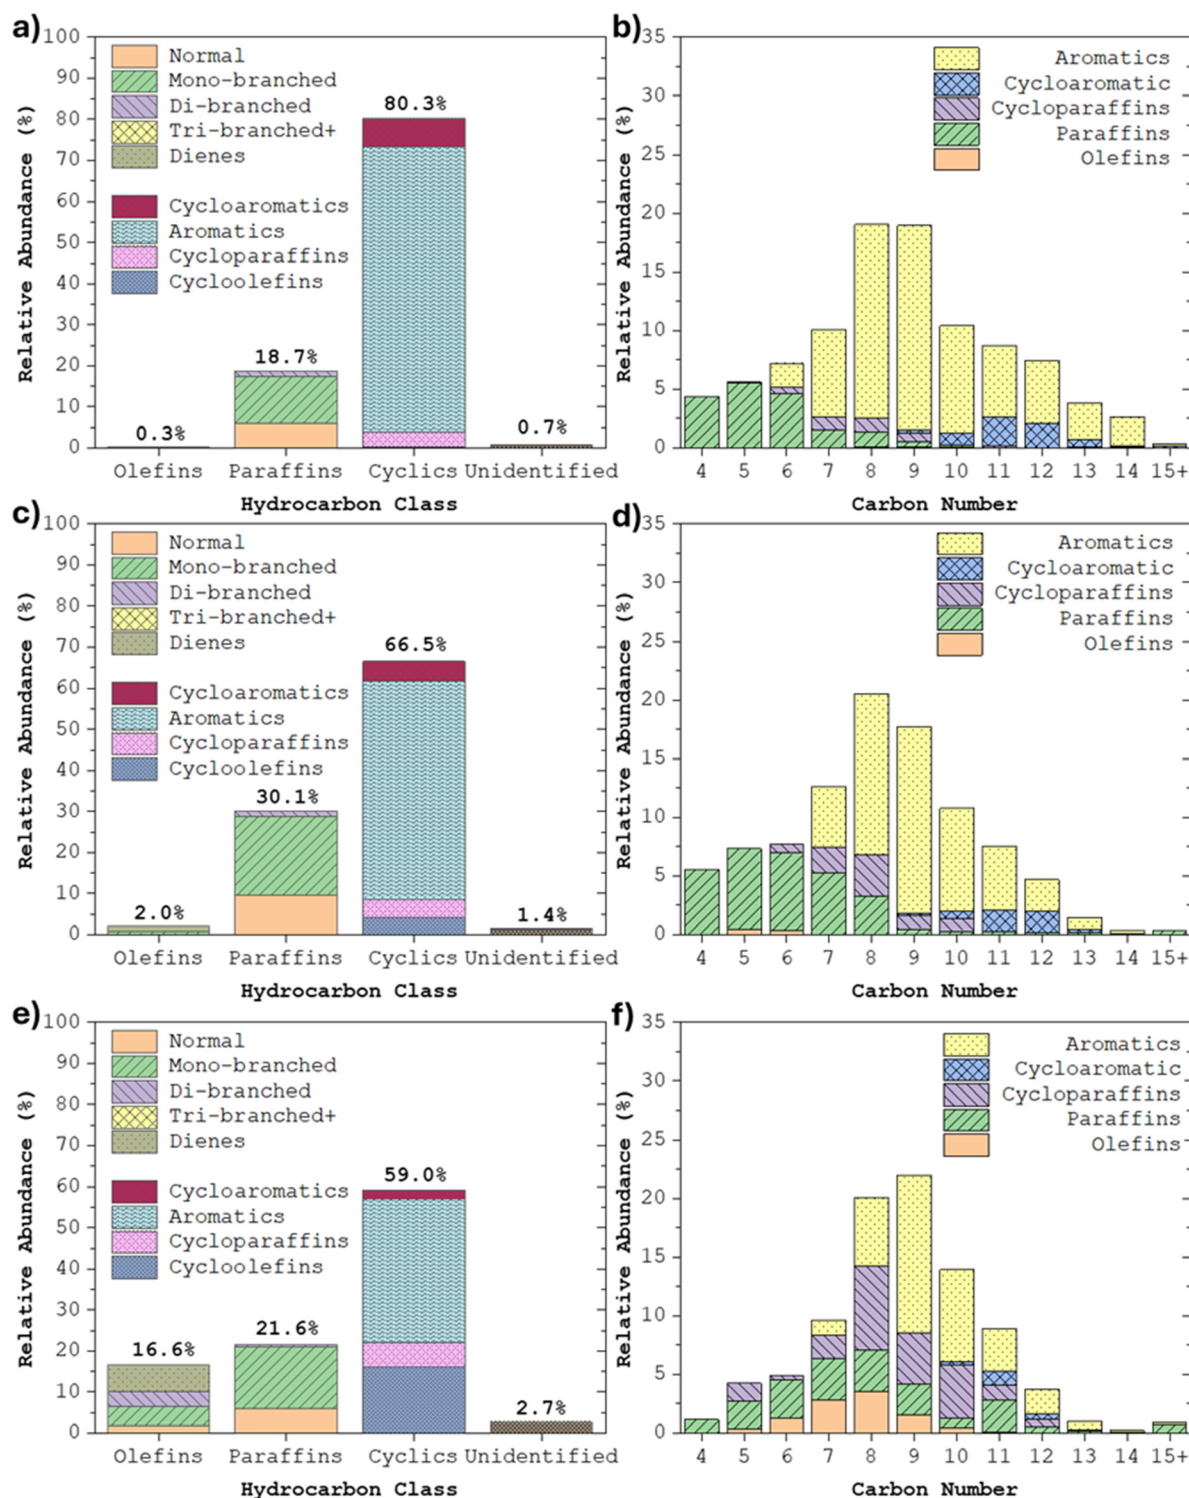 a)
100
90
80
70
60
50
40
30
20
10
0
Relative Abundance (%)
Normal
Mono-branched
Di-branched
Tri-branched+
Dienes
Cycloaromatics
Aromatics
Cycloparaffins
Cycloolefins
0.3%
18.7%
80.3%
0.7%
Olefins Paraffins Cyclics Unidentified
Hydrocarbon Class
b)
35
30
25
20
15
10
5
0
Relative Abundance (%)
Aromatics
Cycloaromatic
Cycloparaffins
Paraffins
Olefins
4 5 6 7 8 9 10 11 12 13 14 15+
Carbon Number
c)
100
90
80
70
60
50
40
30
20
10
0
Relative Abundance (%)
Normal
Mono-branched
Di-branched
Tri-branched+
Dienes
Cycloaromatics
Aromatics
Cycloparaffins
Cycloolefins
2.0%
30.1%
66.5%
1.4%
Olefins Paraffins Cyclics Unidentified
Hydrocarbon Class
d)
35
30
25
20
15
10
5
0
Relative Abundance (%)
Aromatics
Cycloaromatic
Cycloparaffins
Paraffins
Olefins
4 5 6 7 8 9 10 11 12 13 14 15+
Carbon Number
e)
100
90
80
70
60
50
40
30
20
10
0
Relative Abundance (%)
Normal
Mono-branched
Di-branched
Tri-branched+
Dienes
Cycloaromatics
Aromatics
Cycloparaffins
Cycloolefins
16.6%
21.6%
59.0%
2.7%
Olefins Paraffins Cyclics Unidentified
Hydrocarbon Class
f)
35
30
25
20
15
10
5
0
Relative Abundance (%)
Aromatics
Cycloaromatic
Cycloparaffins
Paraffins
Olefins
4 5 6 7 8 9 10 11 12 13 14 15+
Carbon Number